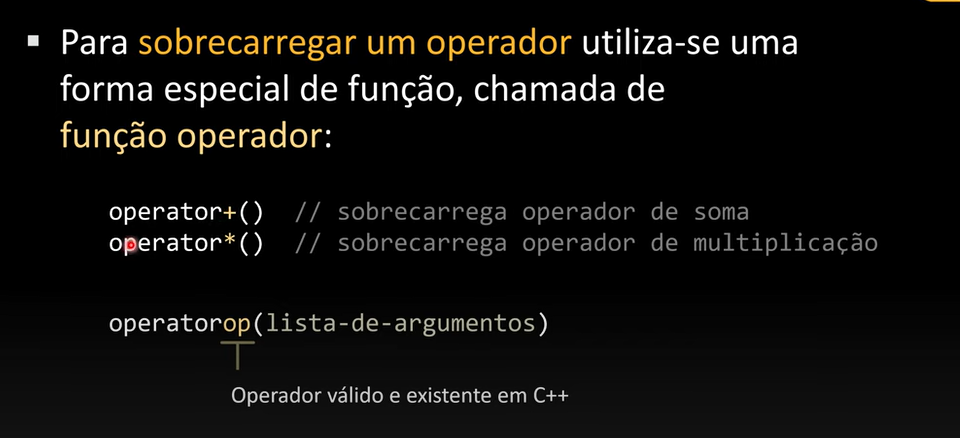 ▪ Para sobrecarregar um operador utiliza-se uma
forma especial de função, chamada de
função operador:
operator+() // sobrecarrega operador de soma
operator*() // sobrecarrega operador de multiplicação
operatorop(lista-de-argumentos)
Operador válido e existente em C++